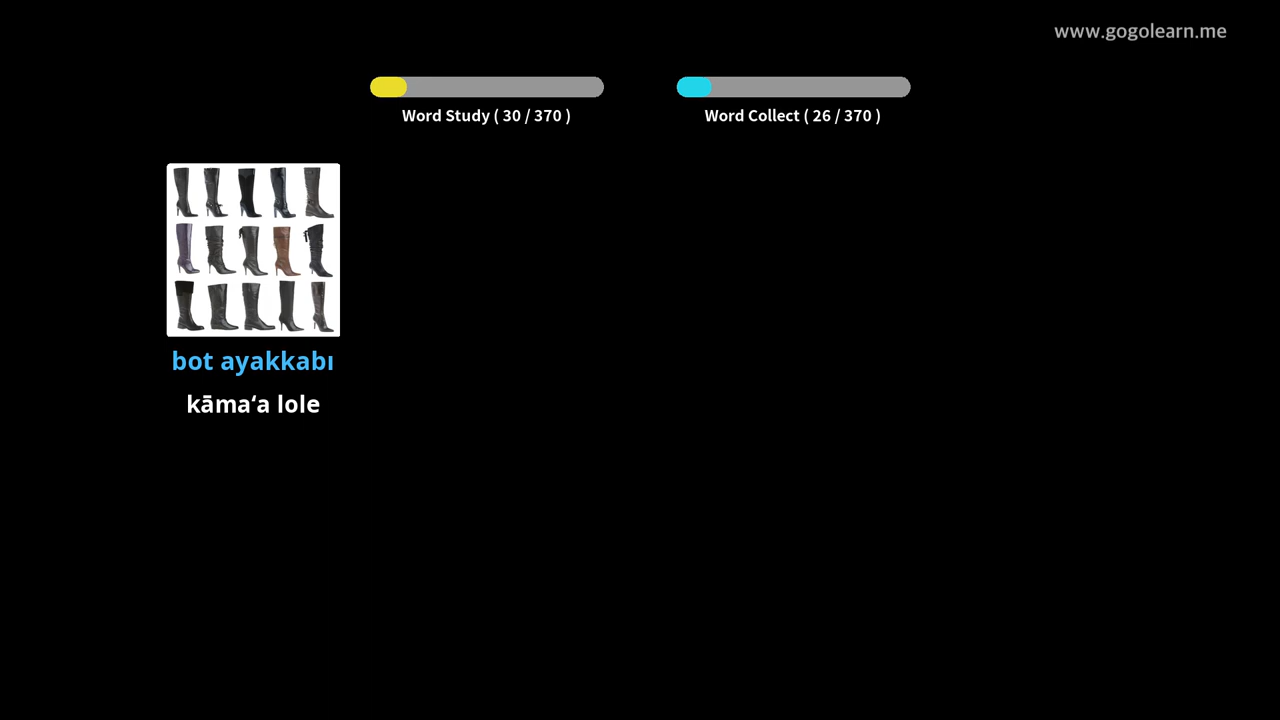 www.gogolearn.me
Word Study ( 30 / 370 )
Word Collect ( 26 / 370 )
bot ayakkabı
kāmaʻa lole